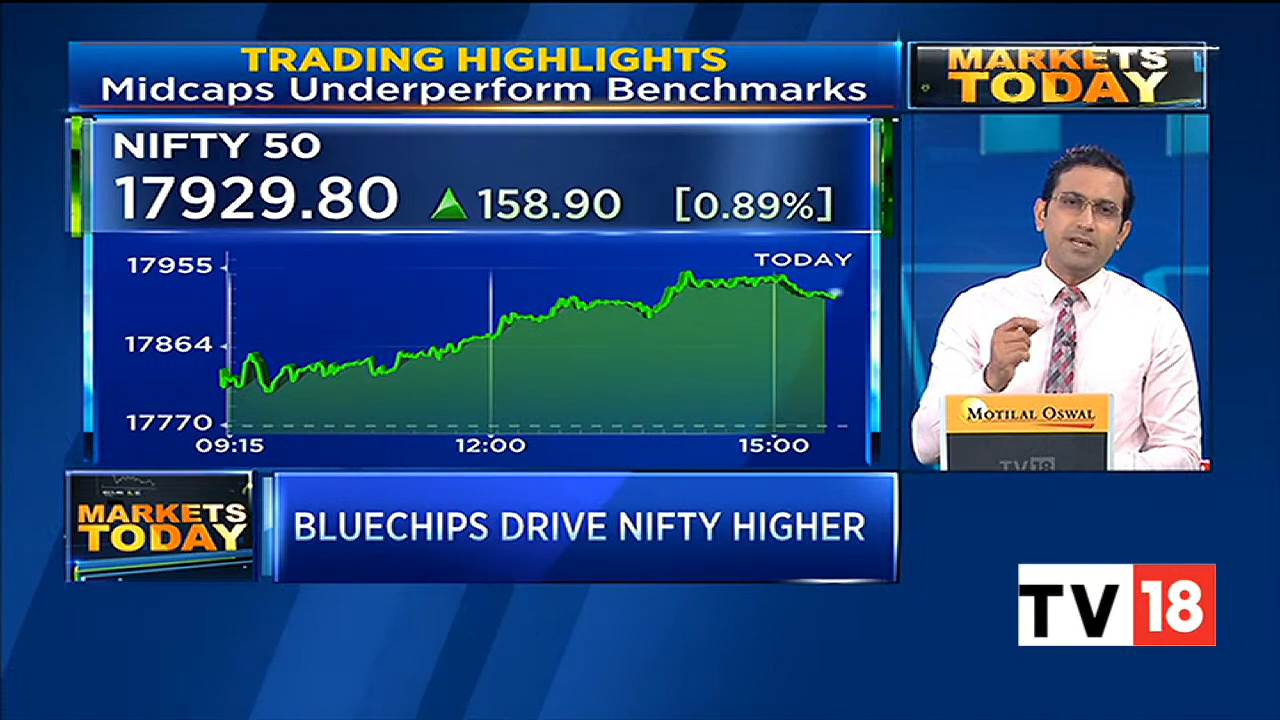 TRADING HIGHLIGHTS
Midcaps Underperform Benchmarks
MARKETS
TODAY
NIFTY 50
17929.80 158.90 [0.89%]
TODAY
17955
17864
17770
09:15 12:00 15:00
MOTILAL OSWAL
TV18
MARKETS
TODAY
BLUECHIPS DRIVE NIFTY HIGHER
TV18